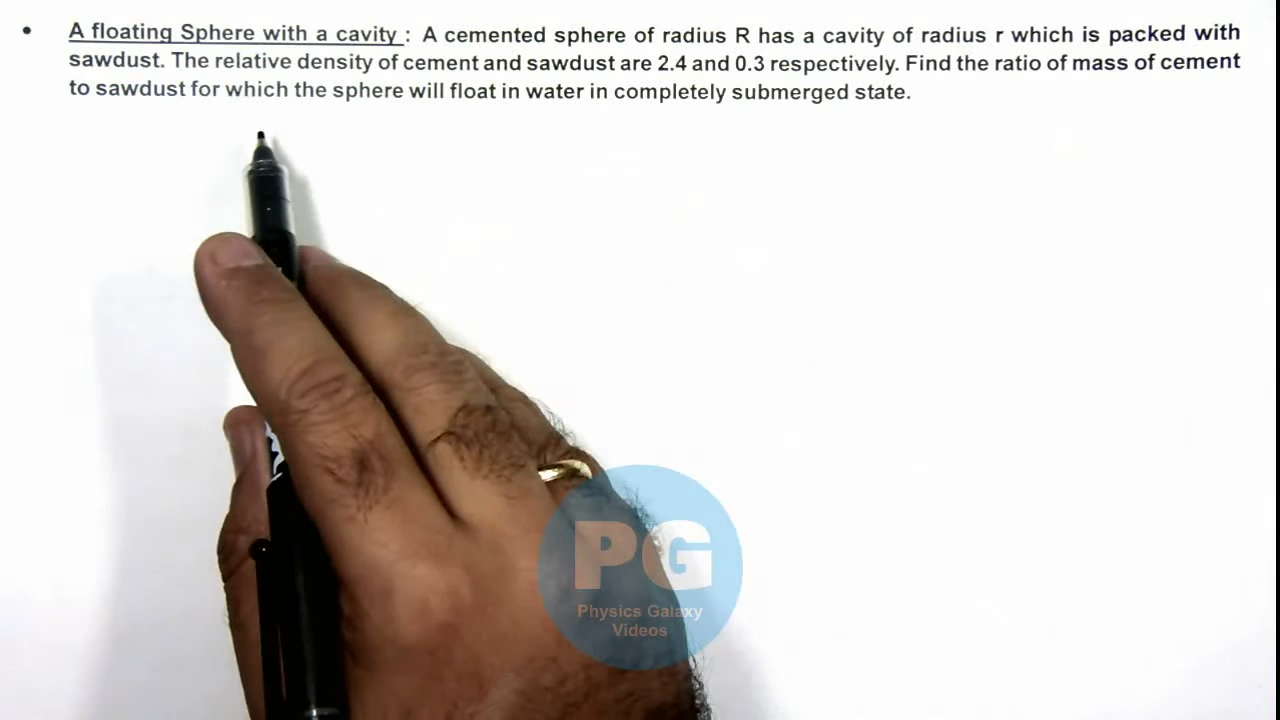 • A floating Sphere with a cavity : A cemented sphere of radius R has a cavity of radius r which is packed with
sawdust. The relative density of cement and sawdust are 2.4 and 0.3 respectively. Find the ratio of mass of cement
to sawdust for which the sphere will float in water in completely submerged state.
PG
Physics Galaxy
Videos